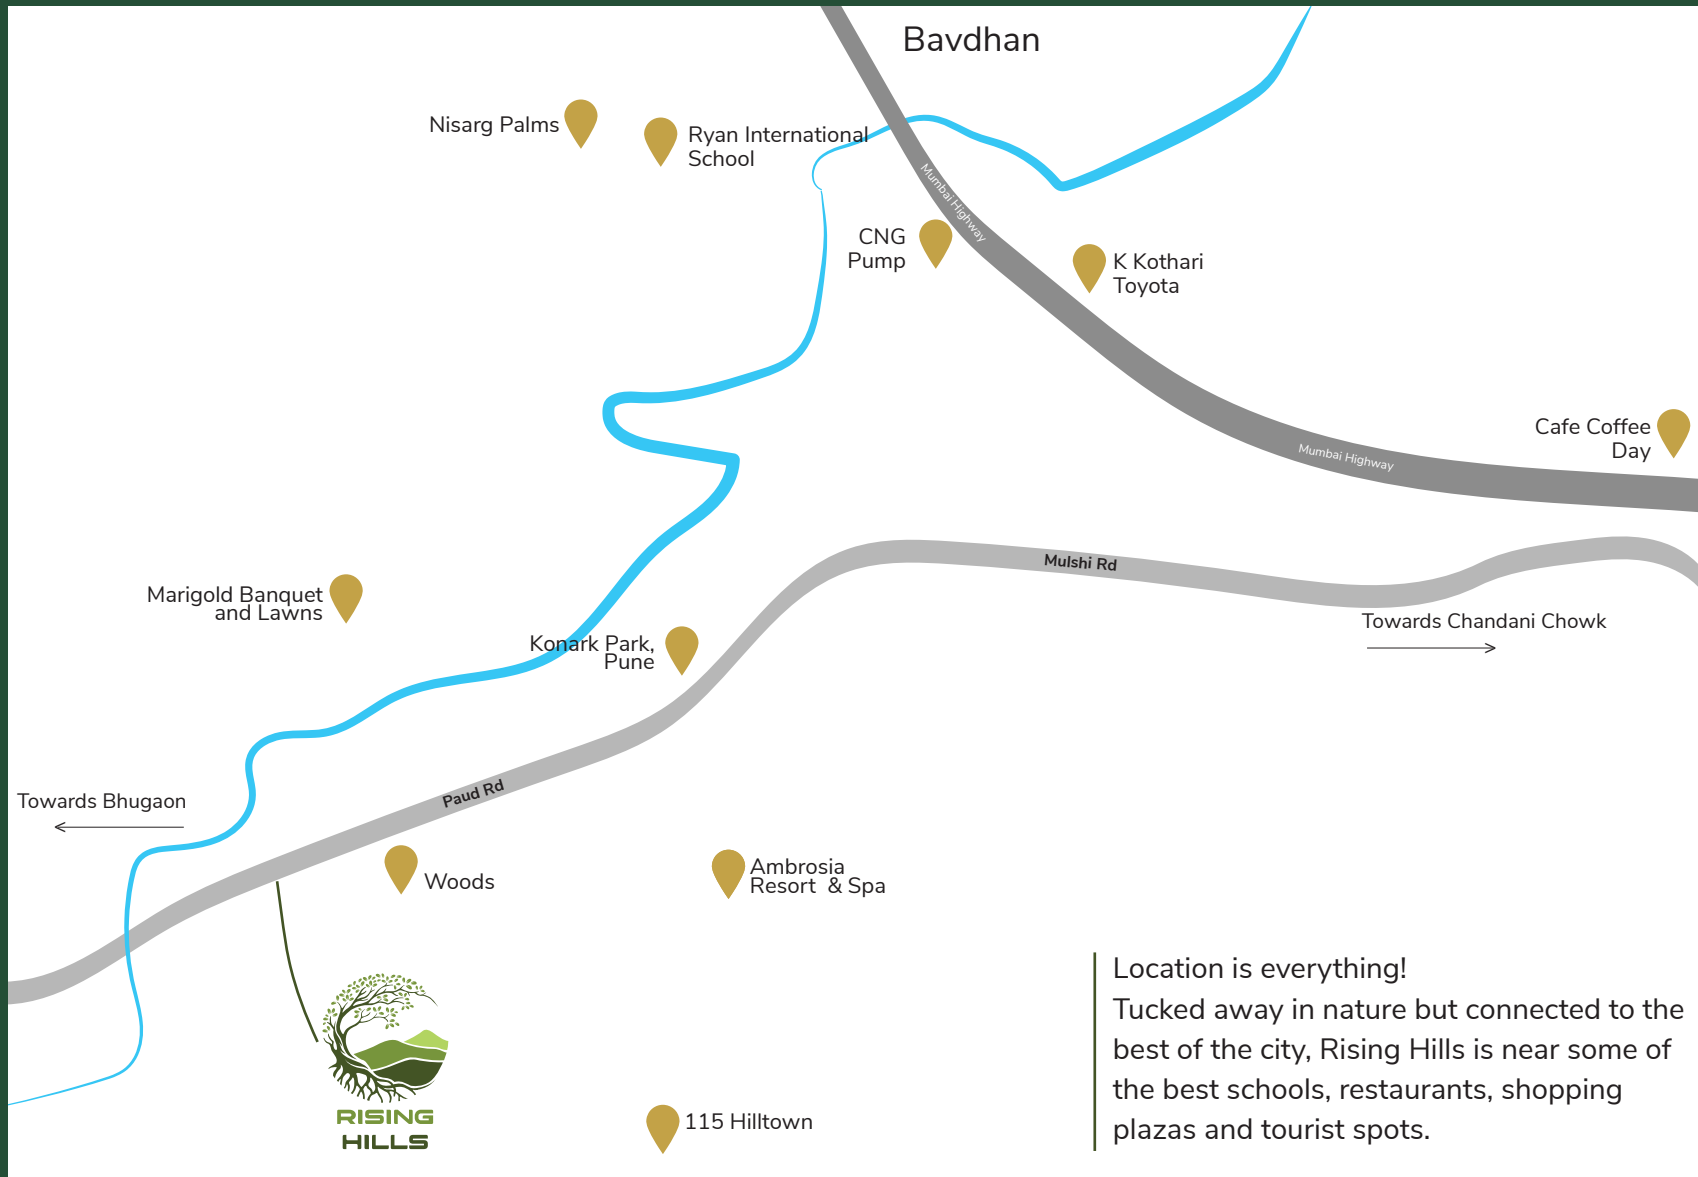 Bavdhan
Nisarg Palms
Ryan International
School
Mumbai Highway
CNG
Pump
K Kothari
Toyota
Cafe Coffee
Day
Mumbai Highway
Mulshi Rd
Marigold Banquet
and Lawns
Konark Park,
Pune
Towards Chandani Chowk
Paud Rd
Towards Bhugaon
Woods
Ambrosia
Resort & Spa
RISING
HILLS
115 Hilltown
Location is everything!
Tucked away in nature but connected to the
best of the city, Rising Hills is near some of
the best schools, restaurants, shopping
plazas and tourist spots.